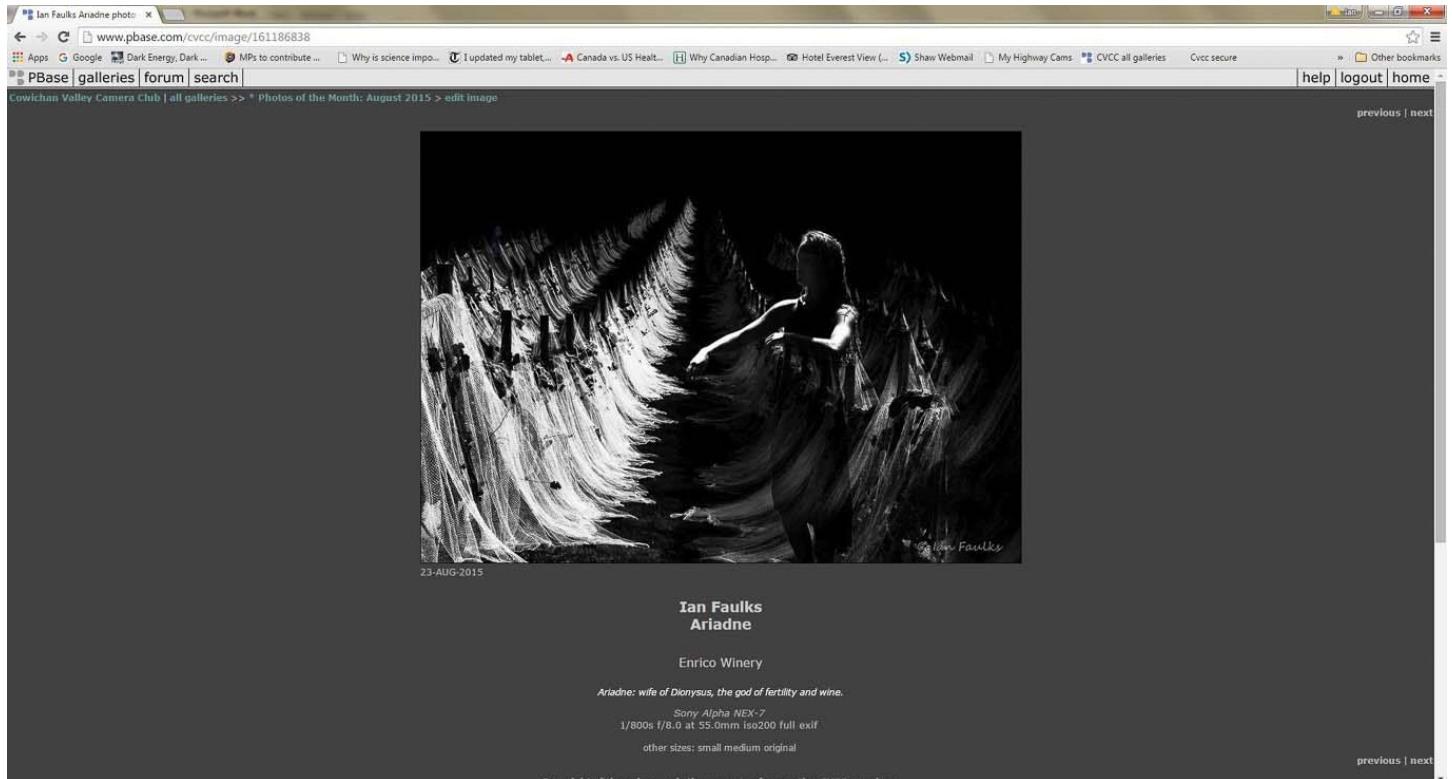 Ian Faulks Ariadne photo
www.pbase.com/cvcc/image/161186838
Apps Google Dark Energy, Dark ... MPs to contribute ... Why is science impo... I updated my tablet,... Canada vs. US Healt... Why Canadian Hosp... Hotel Everest View (... Shaw Webmail My Highway Cams CVCC all galleries Cvcc secure » Other bookmarks
PBase | galleries | forum | search | help | logout | home
Cowichan Valley Camera Club | all galleries >> * Photos of the Month: August 2015 > edit image
previous | next
© Ian Faulks
23-AUG-2015
Ian Faulks
Ariadne
Enrico Winery
Ariadne: wife of Dionysus, the god of fertility and wine.
Sony Alpha NEX-7
1/800s f/8.0 at 55.0mm iso200 full exif
other sizes: small medium original
previous | next